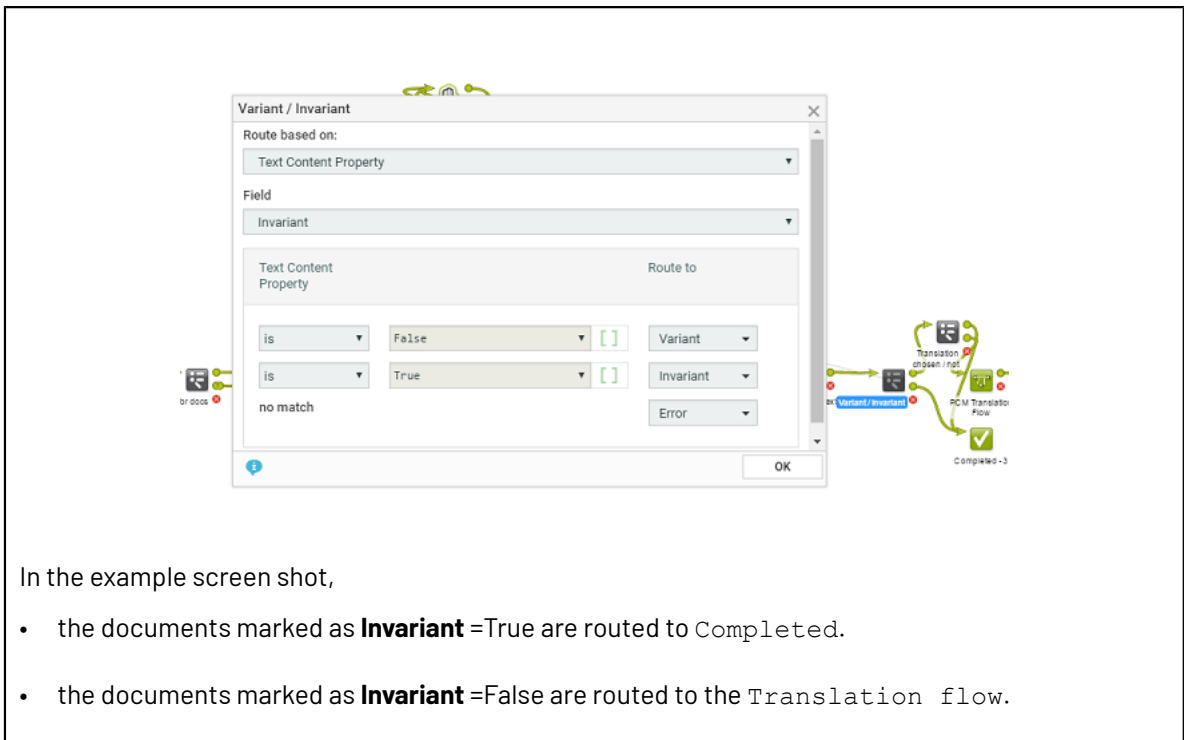 Variant / Invariant
Route based on:
Text Content Property
Field
Invariant
Text Content
Property
Route to
is
False
[ ]
Variant
is
True
[ ]
Invariant
no match
Error
OK
br docs
Variant / Invariant
Translation
chosen / not
PCM Translatio
Flow
Completed - 3
In the example screen shot,
• the documents marked as Invariant =True are routed to Completed.
• the documents marked as Invariant =False are routed to the Translation flow.